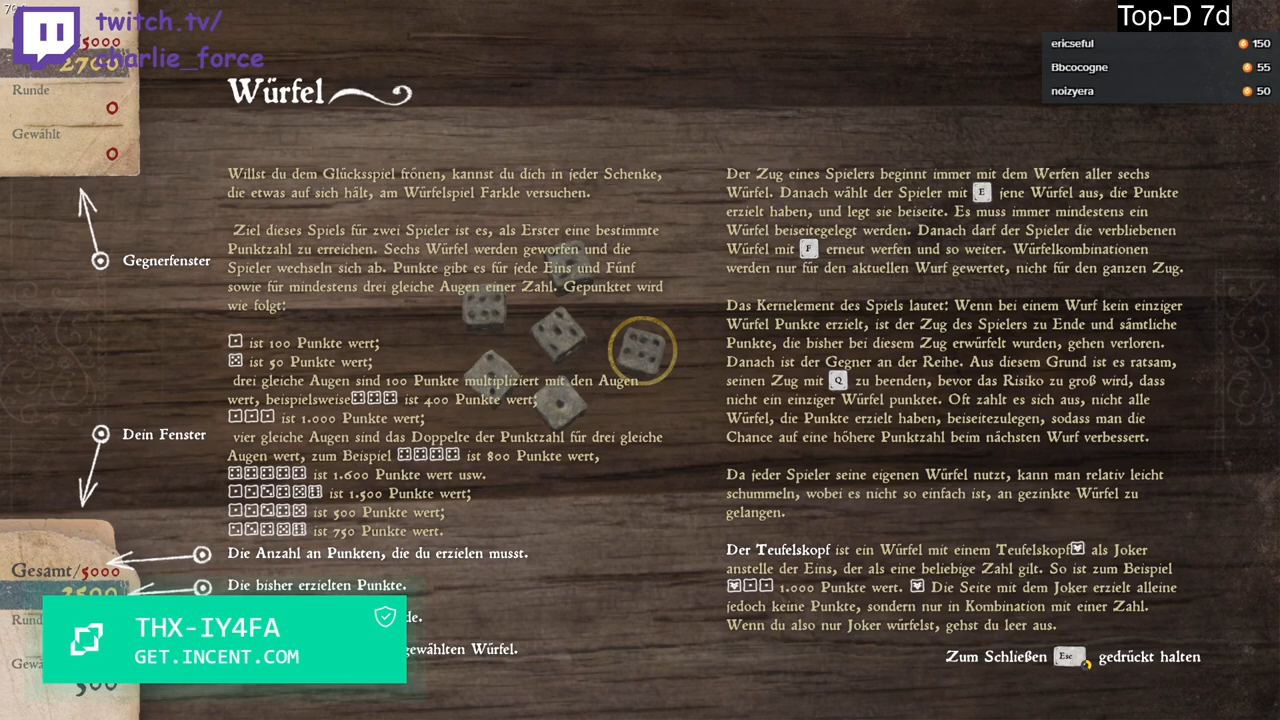 twitch.tv/
charlie_force
5000
2700
Runde
0
Gewählt
0
Top-D 7d
ericseful 150
Bbcocogne 55
noizyera 50
Würfel
Willst du dem Glücksspiel frönen, kannst du dich in jeder Schenke,
die etwas auf sich hält, am Würfelspiel Farkle versuchen.
Ziel dieses Spiels für zwei Spieler ist es, als Erster eine bestimmte
Punktzahl zu erreichen. Sechs Würfel werden geworfen und die
Spieler wechseln sich ab. Punkte gibt es für jede Eins und Fünf
sowie für mindestens drei gleiche Augen einer Zahl. Gepunktet wird
wie folgt:
ist 100 Punkte wert;
ist 50 Punkte wert;
drei gleiche Augen sind 100 Punkte multipliziert mit den Augen
wert, beispielsweise ist 400 Punkte wert;
ist 1.000 Punkte wert;
vier gleiche Augen sind das Doppelte der Punktzahl für drei gleiche
Augen wert, zum Beispiel ist 800 Punkte wert,
ist 1.600 Punkte wert usw.
ist 1.500 Punkte wert;
ist 500 Punkte wert;
ist 750 Punkte wert.
Gegnerfenster
Dein Fenster
Die Anzahl an Punkten, die du erzielen musst.
Die bisher erzielten Punkte.
de.
gewählten Würfel.
Der Zug eines Spielers beginnt immer mit dem Werfen aller sechs
Würfel. Danach wählt der Spieler mit E jene Würfel aus, die Punkte
erzielt haben, und legt sie beiseite. Es muss immer mindestens ein
Würfel beiseitegelegt werden. Danach darf der Spieler die verbliebenen
Würfel mit F erneut werfen und so weiter. Würfelkombinationen
werden nur für den aktuellen Wurf gewertet, nicht für den ganzen Zug.
Das Kernelement des Spiels lautet: Wenn bei einem Wurf kein einziger
Würfel Punkte erzielt, ist der Zug des Spielers zu Ende und sämtliche
Punkte, die bisher bei diesem Zug erwürfelt wurden, gehen verloren.
Danach ist der Gegner an der Reihe. Aus diesem Grund ist es ratsam,
seinen Zug mit Q zu beenden, bevor das Risiko zu groß wird, dass
nicht ein einziger Würfel punktet. Oft zahlt es sich aus, nicht alle
Würfel, die Punkte erzielt haben, beiseitezulegen, sodass man die
Chance auf eine höhere Punktzahl beim nächsten Wurf verbessert.
Da jeder Spieler seine eigenen Würfel nutzt, kann man relativ leicht
schummeln, wobei es nicht so einfach ist, an gezinkte Würfel zu
gelangen.
Der Teufelskopf ist ein Würfel mit einem Teufelskopf als Joker
anstelle der Eins, der als eine beliebige Zahl gilt. So ist zum Beispiel
1.000 Punkte wert. Die Seite mit dem Joker erzielt alleine
jedoch keine Punkte, sondern nur in Kombination mit einer Zahl.
Wenn du also nur Joker würfelst, gehst du leer aus.
Zum Schließen Esc gedrückt halten
Gesamt/5000
2500
Rund
Gewä
500
THX-IY4FA
GET.INCENT.COM